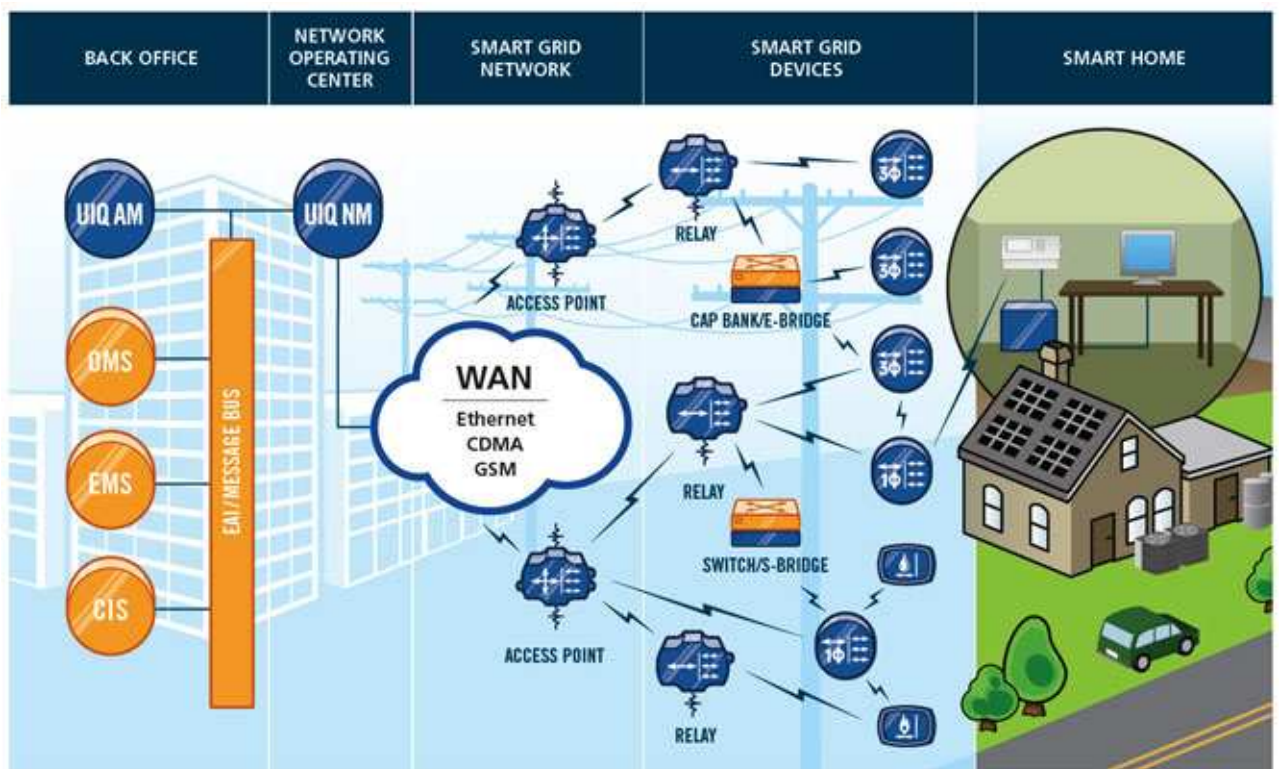 BACK OFFICE
NETWORK
OPERATING
CENTER
SMART GRID
NETWORK
SMART GRID
DEVICES
SMART HOME
UIQ AM
UIQ NM
OMS
EMS
CIS
EAI/MESSAGE BUS
ACCESS POINT
WAN
Ethernet
CDMA
GSM
ACCESS POINT
RELAY
3Φ
CAP BANK/E-BRIDGE
3Φ
3Φ
RELAY
1Φ
SWITCH/S-BRIDGE
1Φ
RELAY